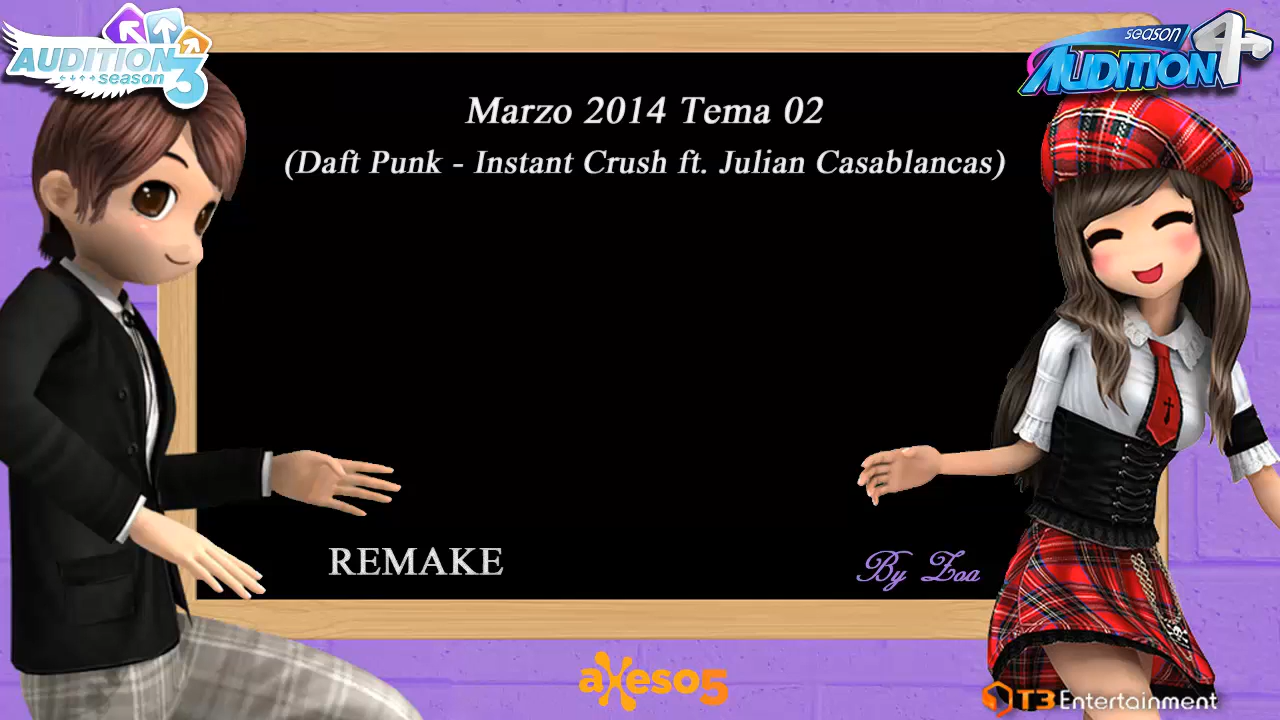 AUDITION
season 3
season 4
AUDITION
Marzo 2014 Tema 02
(Daft Punk - Instant Crush ft. Julian Casablancas)
REMAKE
By Zoa
axeso5
T3 Entertainment